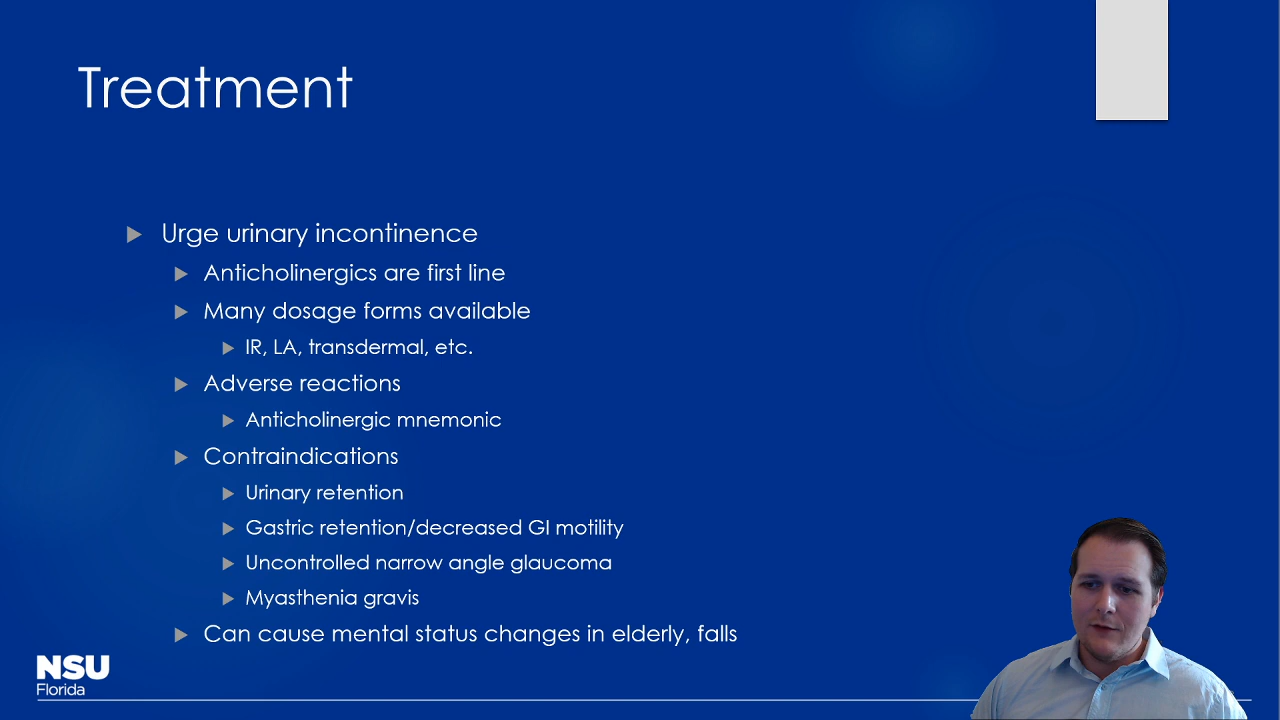 Treatment
Urge urinary incontinence
Anticholinergics are first line
Many dosage forms available
IR, LA, transdermal, etc.
Adverse reactions
Anticholinergic mnemonic
Contraindications
Urinary retention
Gastric retention/decreased GI motility
Uncontrolled narrow angle glaucoma
Myasthenia gravis
Can cause mental status changes in elderly, falls
NSU
Florida